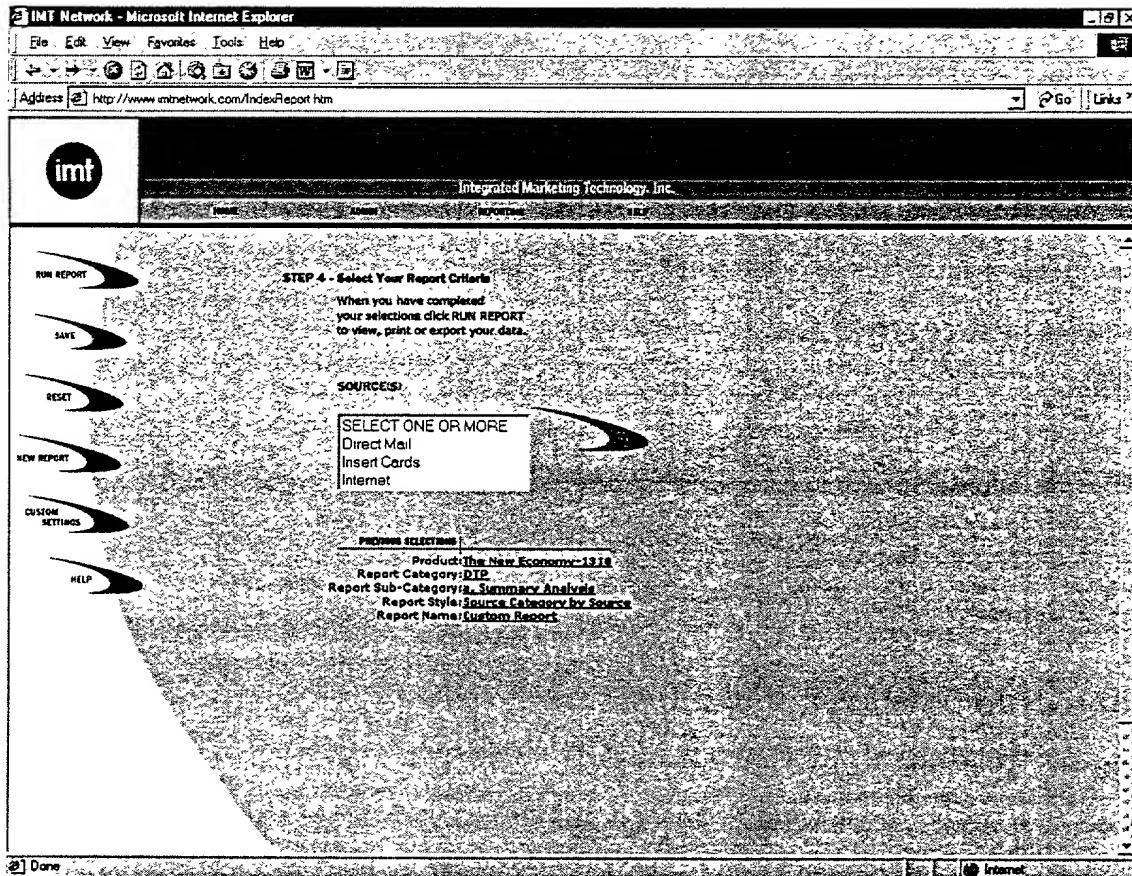 IMT Network - Microsoft Internet Explorer
File Edit View Favorites Tools Help
Address http://www.imtnetwork.com/IndexReport.htm Go Links »
imt
Integrated Marketing Technology, Inc.
HOME ADMIN REPORTING HELP
RUN REPORT
SAVE
RESET
NEW REPORT
CUSTOM
SETTINGS
HELP
STEP 4 - Select Your Report Criteria
When you have completed
your selections click RUN REPORT
to view, print or export your data.
SOURCE(S):
SELECT ONE OR MORE
Direct Mail
Insert Cards
Internet
PREVIOUS SELECTIONS
Product: The New Economy-1318
Report Category: DTP
Report Sub-Category: a. Summary Analysis
Report Style: Source Category by Source
Report Name: Custom Report
Done Internet